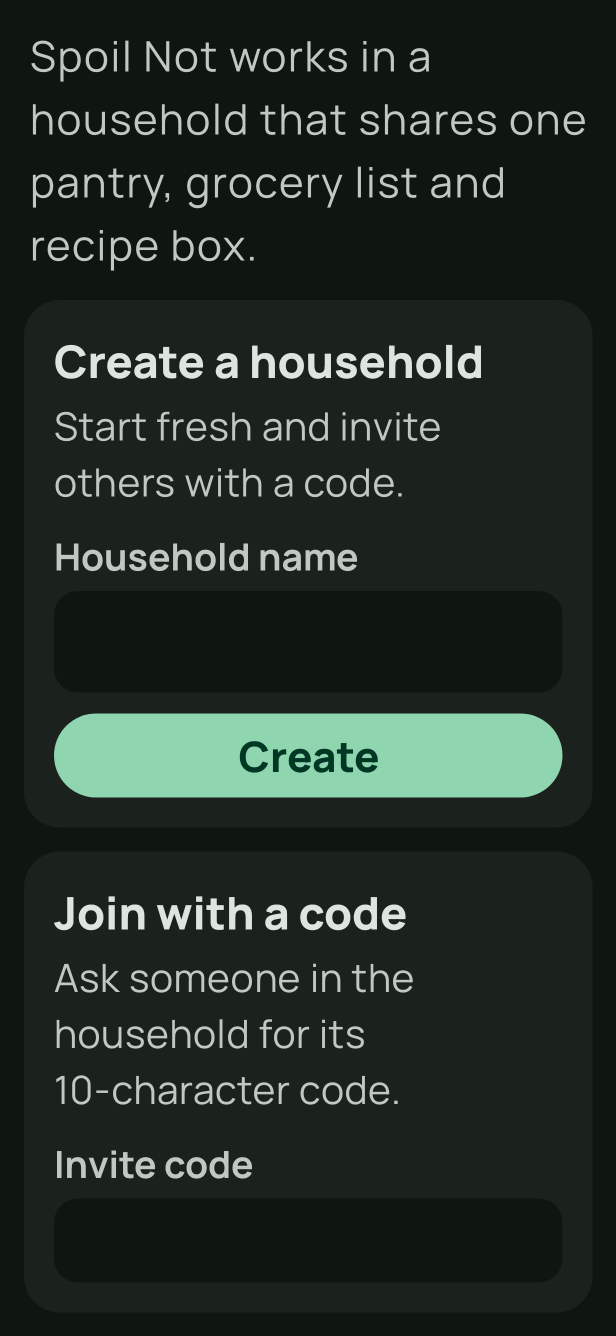 Spoil Not works in a
household that shares one
pantry, grocery list and
recipe box.
Create a household
Start fresh and invite
others with a code.
Household name
Create
Join with a code
Ask someone in the
household for its
10-character code.
Invite code